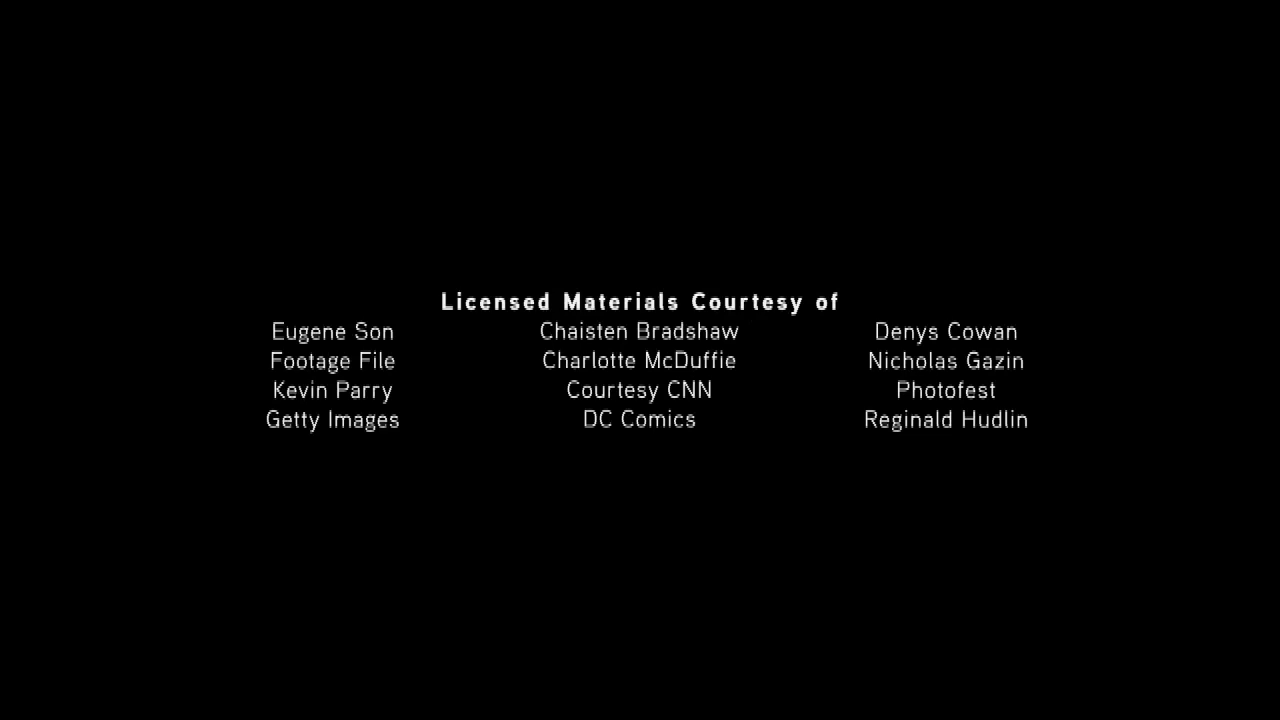 Licensed Materials Courtesy of
Eugene Son Chaisten Bradshaw Denys Cowan
Footage File Charlotte McDuffie Nicholas Gazin
Kevin Parry Courtesy CNN Photofest
Getty Images DC Comics Reginald Hudlin